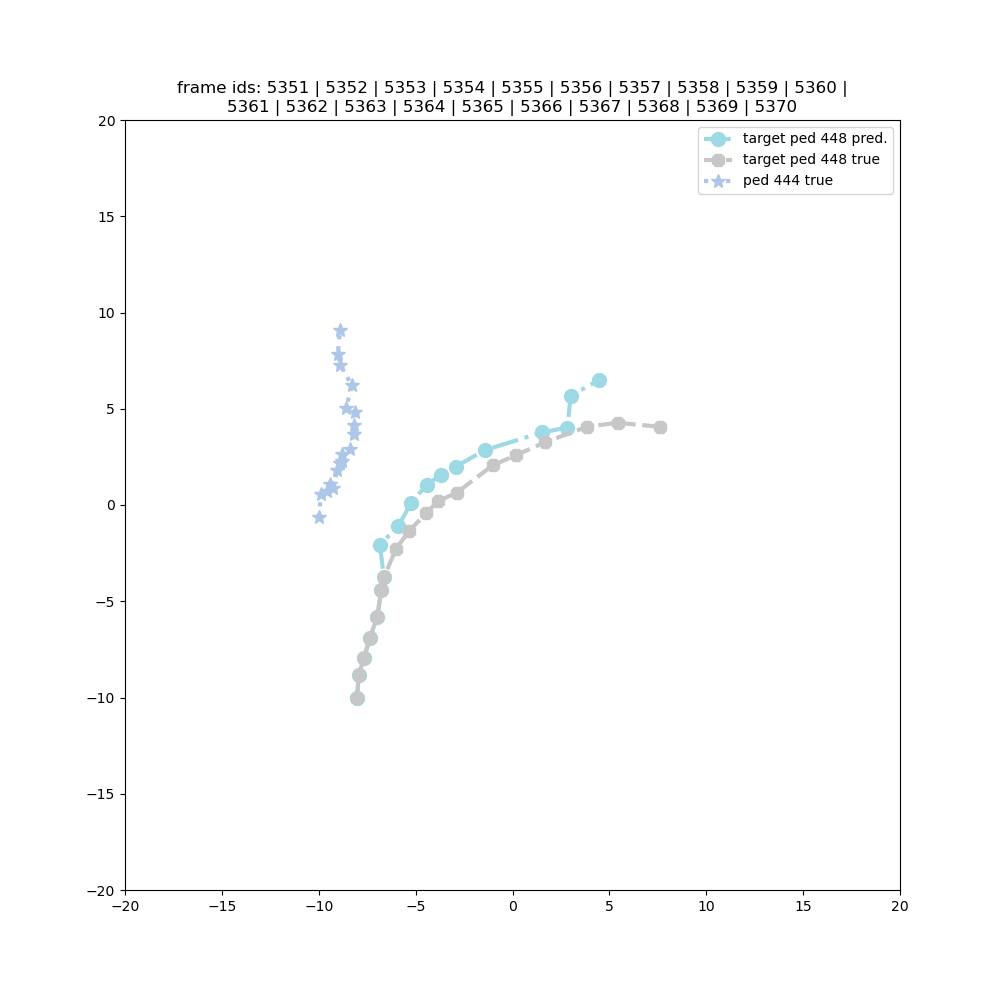 frame ids: 5351 | 5352 | 5353 | 5354 | 5355 | 5356 | 5357 | 5358 | 5359 | 5360 |
5361 | 5362 | 5363 | 5364 | 5365 | 5366 | 5367 | 5368 | 5369 | 5370
target ped 448 pred.
target ped 448 true
ped 444 true
20
15
10
5
0
−5
−10
−15
−20
−20 −15 −10 −5 0 5 10 15 20